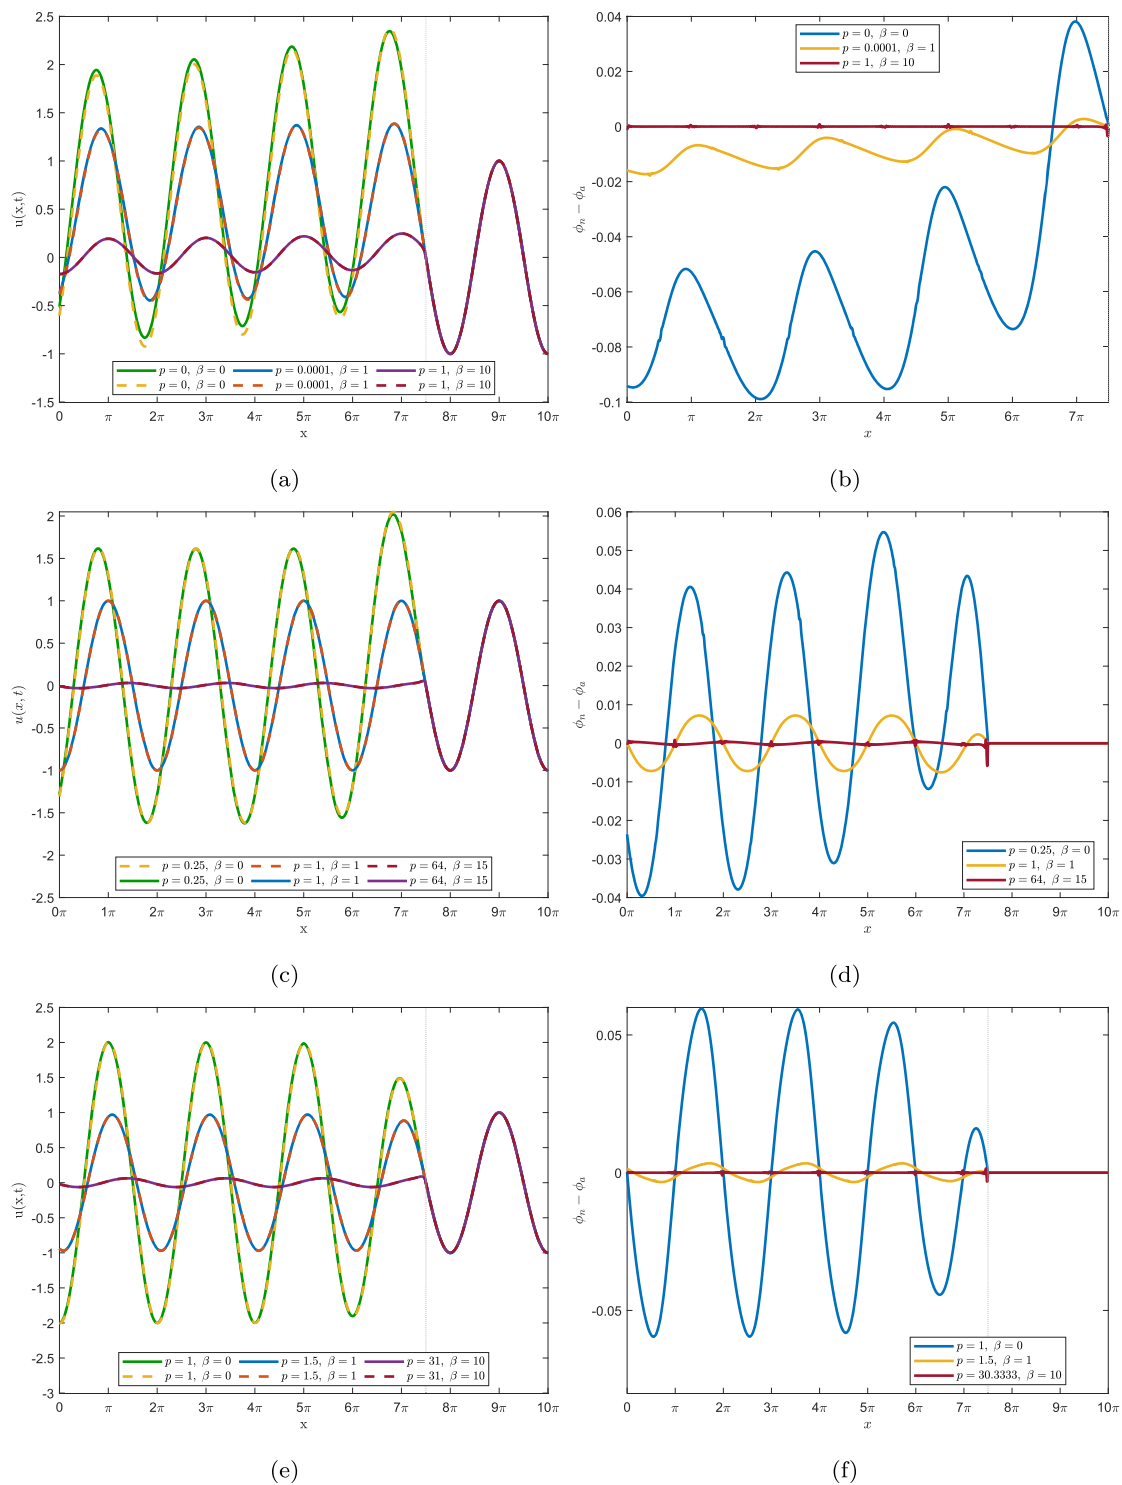 2.5
2
1.5
1
0.5
0
-0.5
-1
-1.5
u(x,t)
p = 0, β = 0 p = 0.0001, β = 1 p = 1, β = 10
p = 0, β = 0 p = 0.0001, β = 1 p = 1, β = 10
0 π 2π 3π 4π 5π 6π 7π 8π 9π 10π
x
(a)
0.04
0.02
0
-0.02
-0.04
-0.06
-0.08
-0.1
ϕn − ϕa
p = 0, β = 0
p = 0.0001, β = 1
p = 1, β = 10
0 π 2π 3π 4π 5π 6π 7π
x
(b)
2
1.5
1
0.5
0
-0.5
-1
-1.5
-2
-2.5
u(x, t)
p = 0.25, β = 0 p = 1, β = 1 p = 64, β = 15
p = 0.25, β = 0 p = 1, β = 1 p = 64, β = 15
0π 1π 2π 3π 4π 5π 6π 7π 8π 9π 10π
x
(c)
0.06
0.05
0.04
0.03
0.02
0.01
0
-0.01
-0.02
-0.03
-0.04
ϕn − ϕa
p = 0.25, β = 0
p = 1, β = 1
p = 64, β = 15
0π 1π 2π 3π 4π 5π 6π 7π 8π 9π 10π
x
(d)
2.5
2
1.5
1
0.5
0
-0.5
-1
-1.5
-2
-2.5
-3
u(x,t)
p = 1, β = 0 p = 1.5, β = 1 p = 31, β = 10
p = 1, β = 0 p = 1.5, β = 1 p = 31, β = 10
0 π 2π 3π 4π 5π 6π 7π 8π 9π 10π
x
(e)
0.05
0
-0.05
ϕn − ϕa
p = 1, β = 0
p = 1.5, β = 1
p = 30.3333, β = 10
0 π 2π 3π 4π 5π 6π 7π 8π 9π 10π
x
(f)